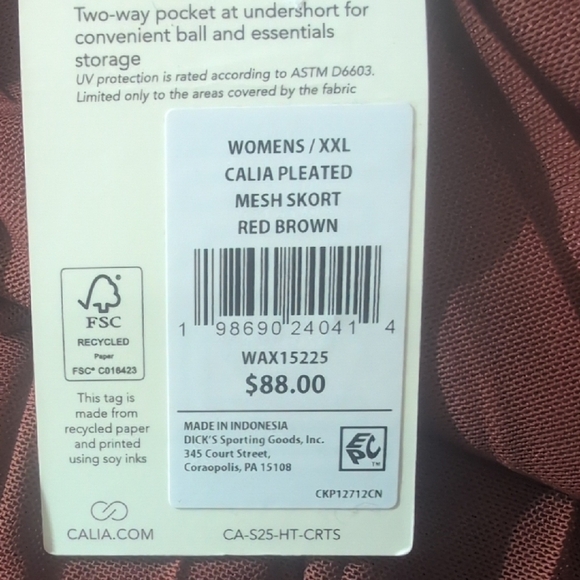 Two-way pocket at undershort for
convenient ball and essentials
storage
UV protection is rated according to ASTM D6603.
Limited only to the areas covered by the fabric
WOMENS / XXL
CALIA PLEATED
MESH SKORT
RED BROWN
1 98690 24041 4
WAX15225
$88.00
MADE IN INDONESIA
DICK'S Sporting Goods, Inc.
345 Court Street,
Coraopolis, PA 15108
EPC TM
CKP12712CN
FSC
RECYCLED
Paper
FSC® C016423
This tag is
made from
recycled paper
and printed
using soy inks
CALIA.COM
CA-S25-HT-CRTS